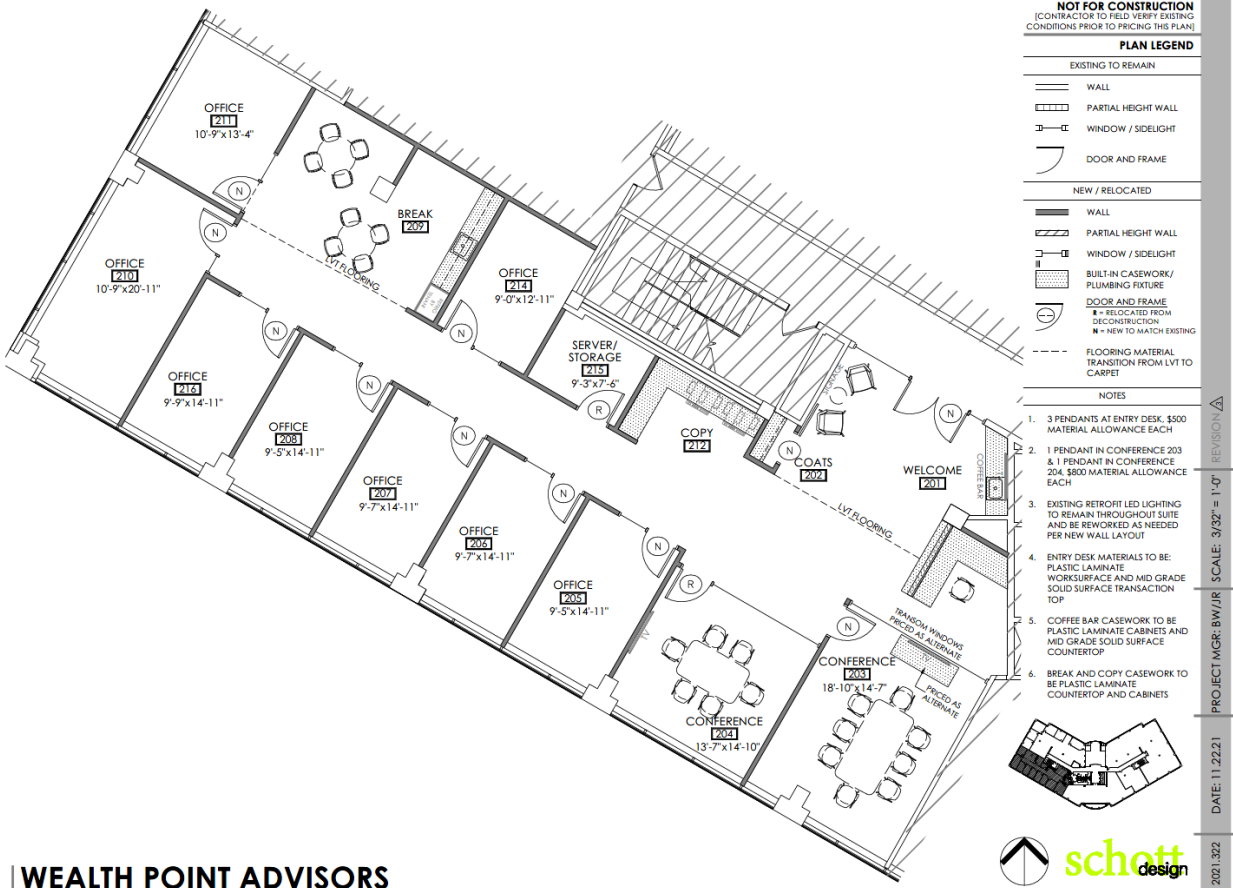 NOT FOR CONSTRUCTION
[CONTRACTOR TO FIELD VERIFY EXISTING
CONDITIONS PRIOR TO PRICING THIS PLAN]
PLAN LEGEND
EXISTING TO REMAIN
WALL
PARTIAL HEIGHT WALL
WINDOW / SIDELIGHT
DOOR AND FRAME
NEW / RELOCATED
WALL
PARTIAL HEIGHT WALL
WINDOW / SIDELIGHT
BUILT-IN CASEWORK/
PLUMBING FIXTURE
DOOR AND FRAME
R = RELOCATED FROM
DECONSTRUCTION
N = NEW TO MATCH EXISTING
FLOORING MATERIAL
TRANSITION FROM LVT TO
CARPET
NOTES
1. 3 PENDANTS AT ENTRY DESK, $500
MATERIAL ALLOWANCE EACH
2. 1 PENDANT IN CONFERENCE 203
& 1 PENDANT IN CONFERENCE
204, $800 MATERIAL ALLOWANCE
EACH
3. EXISTING RETROFIT LED LIGHTING
TO REMAIN THROUGHOUT SUITE
AND BE REWORKED AS NEEDED
PER NEW WALL LAYOUT
4. ENTRY DESK MATERIALS TO BE:
PLASTIC LAMINATE
WORKSURFACE AND MID GRADE
SOLID SURFACE TRANSACTION
TOP
5. COFFEE BAR CASEWORK TO BE
PLASTIC LAMINATE CABINETS AND
MID GRADE SOLID SURFACE
COUNTERTOP
6. BREAK AND COPY CASEWORK TO
BE PLASTIC LAMINATE
COUNTERTOP AND CABINETS
OFFICE
211
10'-9"x13'-4"
N
N
BREAK
209
LVT FLOORING
OFFICE
210
10'-9"x20'-11"
OFFICE
214
9'-0"x12'-11"
N
SERVER/
STORAGE
215
9'-3"x7'-6"
R
OFFICE
216
9'-9"x14'-11"
N
OFFICE
208
9'-5"x14'-11"
N
OFFICE
207
9'-7"x14'-11"
N
OFFICE
206
9'-7"x14'-11"
N
OFFICE
205
9'-5"x14'-11"
N
COPY
212
STORAGE
N
COATS
202
N
WELCOME
201
COFFEE BAR
LVT FLOORING
TRANSOM WINDOWS
PRICED AS ALTERNATE
R
N
TV
CONFERENCE
203
18'-10"x14'-7"
TV
PRICED AS
ALTERNATE
CONFERENCE
204
13'-7"x14'-10"
WEALTH POINT ADVISORS
schott
design
REVISION
SCALE: 3/32" = 1'-0"
PROJECT MGR: BW/JR
DATE: 11.22.21
2021.322